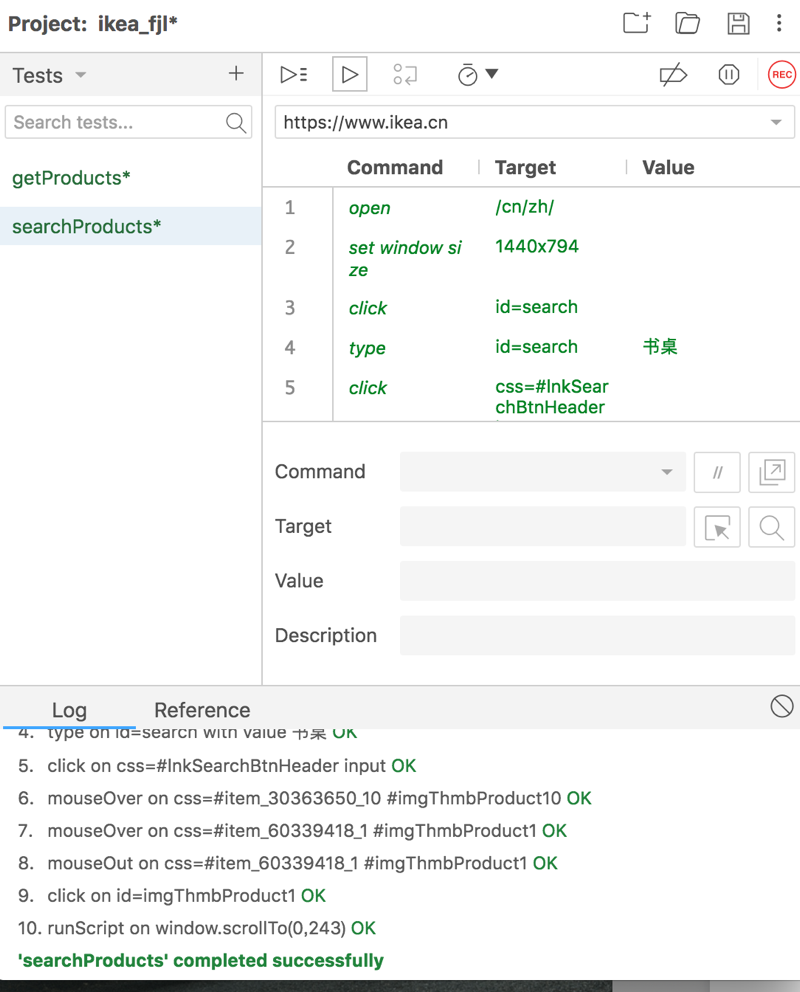 Project: ikea_fjl*
Tests
REC
Search tests...
https://www.ikea.cn
getProducts*
searchProducts*
Command Target Value
1 open /cn/zh/
2 set window si
ze 1440x794
3 click id=search
4 type id=search 书桌
5 click css=#lnkSear
chBtnHeader
Command
//
Target
Value
Description
Log Reference
4. type on id=search with value 书桌 OK
5. click on css=#lnkSearchBtnHeader input OK
6. mouseOver on css=#item_30363650_10 #imgThmbProduct10 OK
7. mouseOver on css=#item_60339418_1 #imgThmbProduct1 OK
8. mouseOut on css=#item_60339418_1 #imgThmbProduct1 OK
9. click on id=imgThmbProduct1 OK
10. runScript on window.scrollTo(0,243) OK
'searchProducts' completed successfully